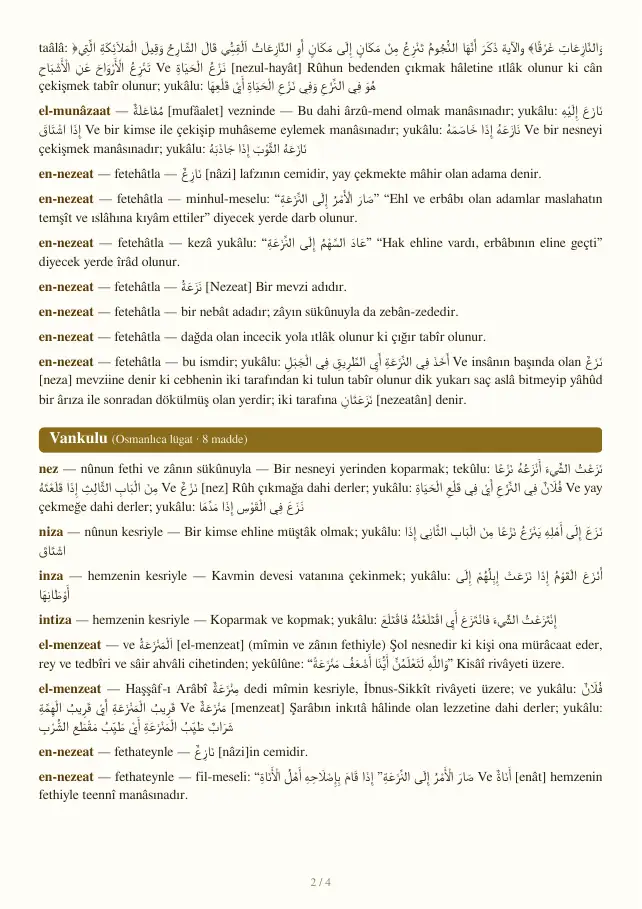 taâlâ: ﴿وَالنَّازِعَاتِ غَرْقًا﴾ والآية ذَكَرَ أَنَّهَا النُّجُومُ تَنْزِعُ مِنْ مَكَانٍ إِلَى مَكَانٍ أَوِ النَّازِعَاتُ اَلْقِسِّي قَالَ الشَّارِحُ وَقِيلَ الْمَلَائِكَةِ الَّتِي
تَنْزِعُ الْأَرْوَاحَ عَنِ الْأَشْبَاحِ Ve نَزْعُ الْحَيَاةِ [nezul-hayât] Rûhun bedenden çıkmak hâletine ıtlâk olunur ki cân
çekişmek tabîr olunur; yukâlu: هُوَ فِي النَّزْعِ وَفِي نَزْعِ الْحَيَاةِ أَيْ قَلْعِهَا
el-munâzaat — مُفَاعَلَةٌ [mufâalet] vezninde — Bu dahi ârzû-mend olmak manâsınadır; yukâlu: نَازَعَ إِلَيْهِ
إِذَا اشْتَاقَ Ve bir kimse ile çekişip muhâseme eylemek manâsınadır; yukâlu: نَازَعَهُ إِذَا خَاصَمَهُ Ve bir nesneyi
çekişmek manâsınadır; yukâlu: نَازَعَهُ الثَّوْبَ إِذَا جَاذَبَهُ
en-nezeat — fetehâtla — نَازِعٌ [nâzi] lafzının cemidir, yay çekmekte mâhir olan adama denir.
en-nezeat — fetehâtla — minhul-meselu: “صَارَ الْأَمْرُ إِلَى النَّزَعَةِ” “Ehl ve erbâbı olan adamlar maslahatın
temşît ve ıslâhına kıyâm ettiler” diyecek yerde darb olunur.
en-nezeat — fetehâtla — kezâ yukâlu: “عَادَ السَّهْمُ إِلَى النَّزَعَةِ” “Hak ehline vardı, erbâbının eline geçti”
diyecek yerde îrâd olunur.
en-nezeat — fetehâtla — نَزَعَةُ [Nezeat] Bir mevzi adıdır.
en-nezeat — fetehâtla — bir nebât adadır; zâyın sükûnuyla da zebân-zededir.
en-nezeat — fetehâtla — dağda olan incecik yola ıtlâk olunur ki çığır tabîr olunur.
en-nezeat — fetehâtla — bu ismdir; yukâlu: أَخَذَ فِي النَّزَعَةِ أَيِ الطَّرِيقِ فِي الْجَبَلِ Ve insânın başında olan نَزَعٌ
[neza] mevziine denir ki cebhenin iki tarafından ki tulun tabîr olunur dik yukarı saç aslâ bitmeyip yâhûd
bir ârıza ile sonradan dökülmüş olan yerdir; iki tarafına نَزَعَتَانِ [nezeatân] denir.
Vankulu (Osmanlıca lügat · 8 madde)
nez — nûnun fethi ve zânın sükûnuyla — Bir nesneyi yerinden koparmak; tekûlu: نَزَعْتُ الشَّيْءَ أَنْزَعُهُ نَزْعًا
مِنَ الْبَابِ الثَّالِثِ إِذَا قَلَعْتَهُ Ve نَزْعٌ [nez] Rûh çıkmağa dahi derler; yukâlu: فُلَانٌ فِي النَّزْعِ أَيْ فِي قَلْعِ الْحَيَاةِ Ve yay
çekmeğe dahi derler; yukâlu: نَزَعَ فِي الْقَوْسِ إِذَا مَدَّهَا
niza — nûnun kesriyle — Bir kimse ehline müştâk olmak; yukâlu: نَزَعَ إِلَى أَهْلِهِ يَنْزِعُ نَزْعًا مِنَ الْبَابِ الثَّانِي إِذَا
اشْتَاقَ
inza — hemzenin kesriyle — Kavmin devesi vatanına çekinmek; yukâlu: أَنْزَعَ الْقَوْمُ إِذَا نَزَعَتْ إِبِلُهُمْ إِلَى
أَوْطَانِهَا
intiza — hemzenin kesriyle — Koparmak ve kopmak; yukâlu: إِنْتَزَعْتُ الشَّيْءَ فَانْتَزَعَ أَيِ اقْتَلَعْتُهُ فَاقْتَلَعَ
el-menzeat — ve اَلْمَنْزَعَةُ [el-menzeat] (mîmin ve zânın fethiyle) Şol nesnedir ki kişi ona mürâcaat eder,
rey ve tedbîri ve sâir ahvâli cihetinden; yekûlûne: “وَاللَّهِ لَتَعْلَمُنَّ أَيُّنَا أَضْعَفُ مَنْزَعَةً” Kisâî rivâyeti üzere.
el-menzeat — Haşşâf-ı Arâbî مِنْزَعَةٌ dedi mîmin kesriyle, İbnus-Sikkît rivâyeti üzere; ve yukâlu: فُلَانٌ
قَرِيبُ الْمَنْزَعَةِ أَيْ قَرِيبُ الْهِمَّةِ Ve مَنْزَعَةٌ [menzeat] Şarâbın inkıtâ hâlinde olan lezzetine dahi derler; yukâlu:
شَرَابٌ طَيِّبُ الْمَنْزَعَةِ أَيْ طَيِّبُ مَقْطَعِ الشُّرْبِ
en-nezeat — fethateynle — نَازِعٌ [nâzi]in cemidir.
en-nezeat — fethateynle — fil-meseli: “صَارَ الْأَمْرُ إِلَى النَّزَعَةِ” إِذَا قَامَ بِإِصْلَاحِهِ أَهْلُ الْأَنَاةِ Ve أَنَاةٌ [enât] hemzenin
fethiyle teennî manâsınadır.
2 / 4